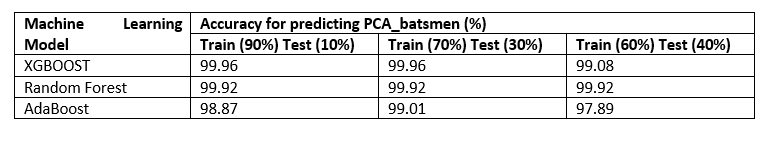 Machine Learning Accuracy for predicting PCA_batsmen (%)
Model Train (90%) Test (10%) Train (70%) Test (30%) Train (60%) Test (40%)
XGBOOST 99.96 99.96 99.08
Random Forest 99.92 99.92 99.92
AdaBoost 98.87 99.01 97.89